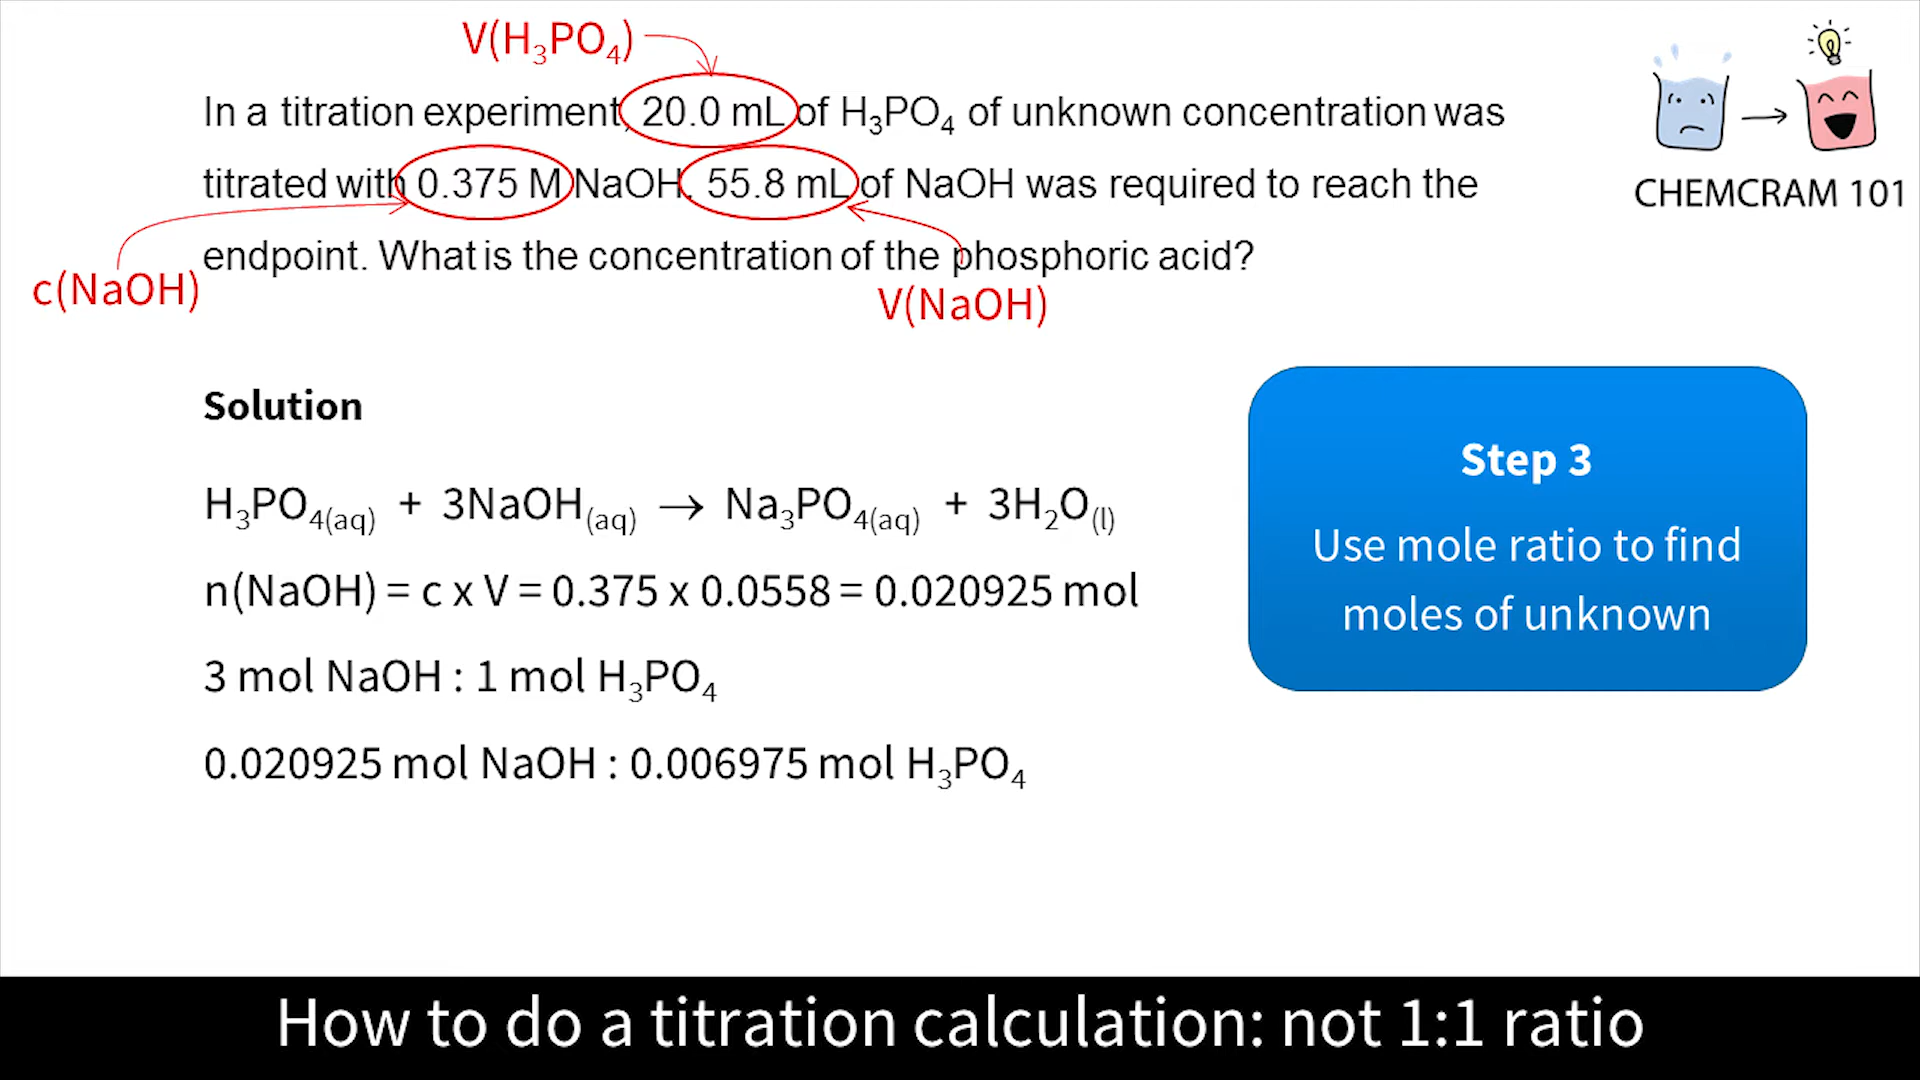 V(H₃PO₄)
In a titration experiment, 20.0 mL of H₃PO₄ of unknown concentration was
titrated with 0.375 M NaOH. 55.8 mL of NaOH was required to reach the
endpoint. What is the concentration of the phosphoric acid?
c(NaOH)
V(NaOH)
CHEMCRAM 101
Solution
H₃PO₄(aq) + 3NaOH(aq) → Na₃PO₄(aq) + 3H₂O(l)
n(NaOH) = c x V = 0.375 x 0.0558 = 0.020925 mol
3 mol NaOH : 1 mol H₃PO₄
0.020925 mol NaOH : 0.006975 mol H₃PO₄
Step 3
Use mole ratio to find
moles of unknown
How to do a titration calculation: not 1:1 ratio